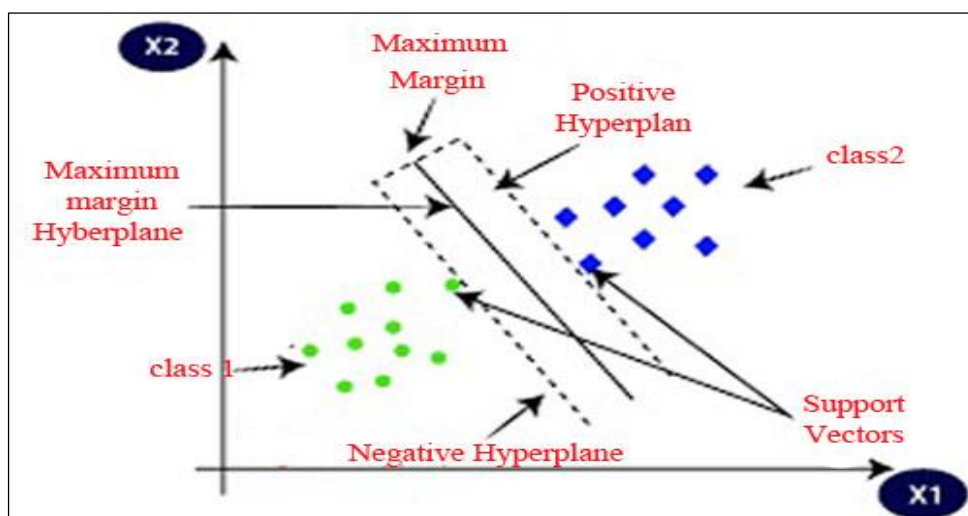 X2
Maximum
Margin
Positive
Hyperplan
class2
Maximum
margin
Hyberplane
class 1
Negative Hyperplane
Support
Vectors
X1